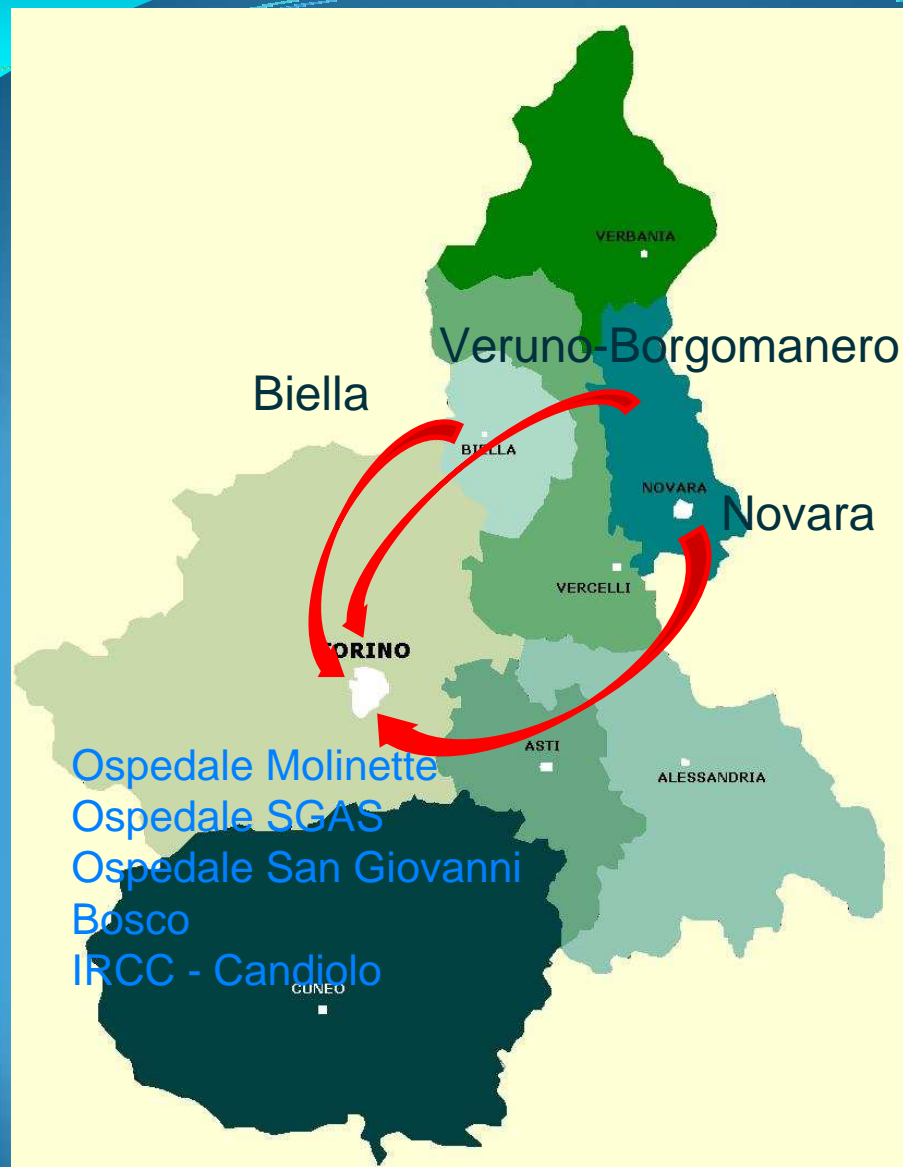 VERBANIA
Veruno-Borgomanero
Biella
BIELLA
NOVARA
Novara
VERCELLI
TORINO
ASTI
ALESSANDRIA
Ospedale Molinette
Ospedale SGAS
Ospedale San Giovanni
Bosco
IRCC - Candiolo
CUNEO